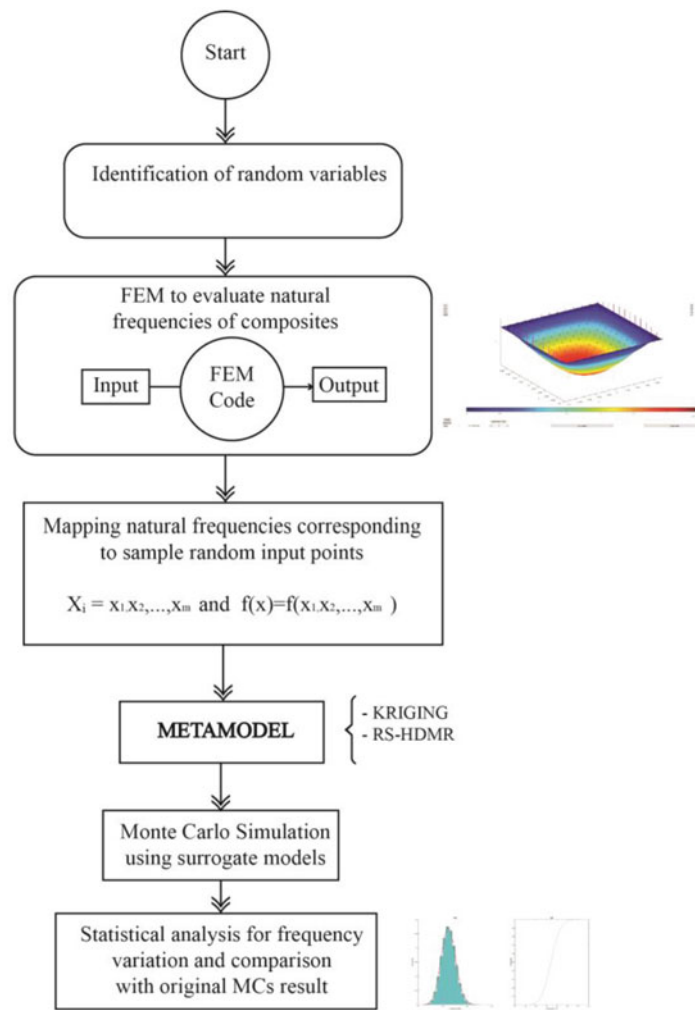 Start
Identification of random variables
FEM to evaluate natural
frequencies of composites
Input
FEM
Code
Output
Mapping natural frequencies corresponding
to sample random input points
Xi = x1,x2,...,xm and f(x)=f(x1,x2,...,xm )
METAMODEL
- KRIGING
- RS-HDMR
Monte Carlo Simulation
using surrogate models
Statistical analysis for frequency
variation and comparison
with original MCs result